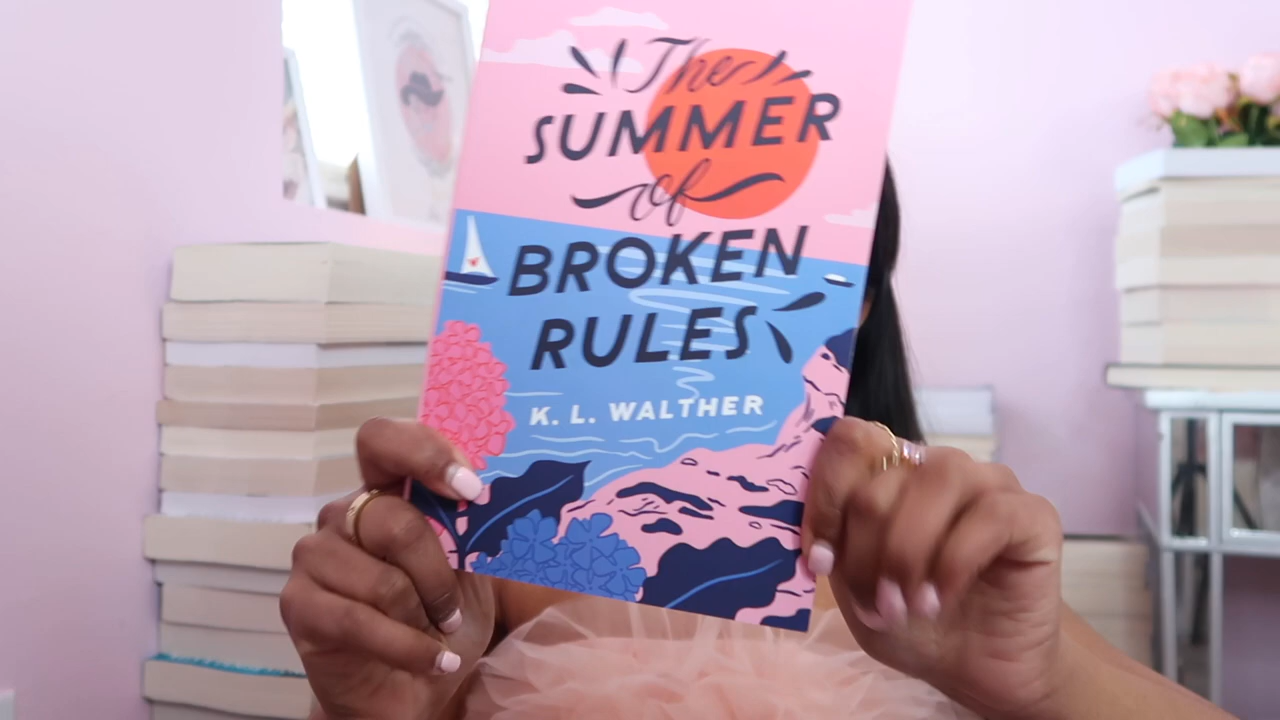 The
SUMMER
of
BROKEN
RULES
K. L. WALTHER